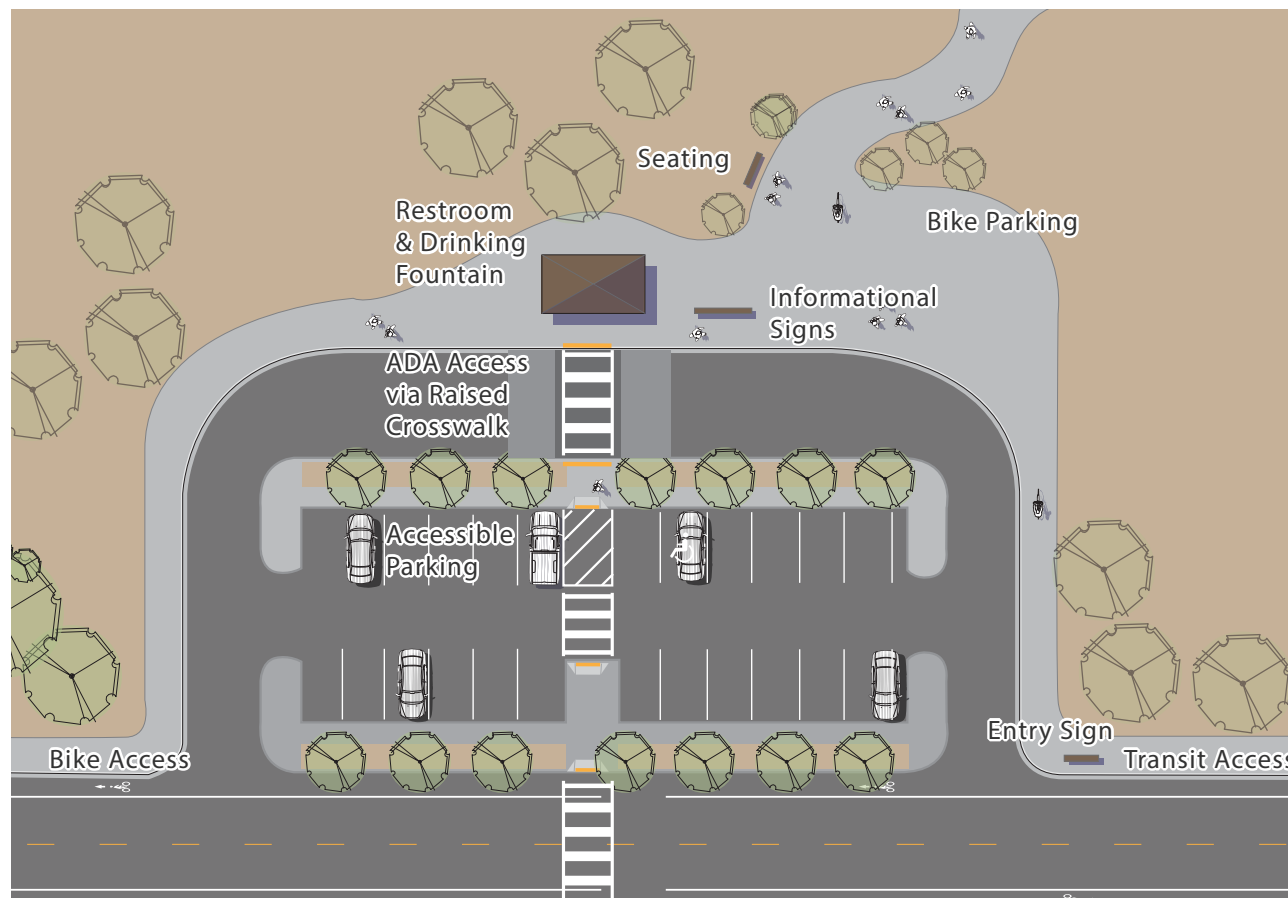 Seating
Restroom
& Drinking
Fountain
Bike Parking
Informational
Signs
ADA Access
via Raised
Crosswalk
Accessible
Parking
Entry Sign
Bike Access
Transit Access